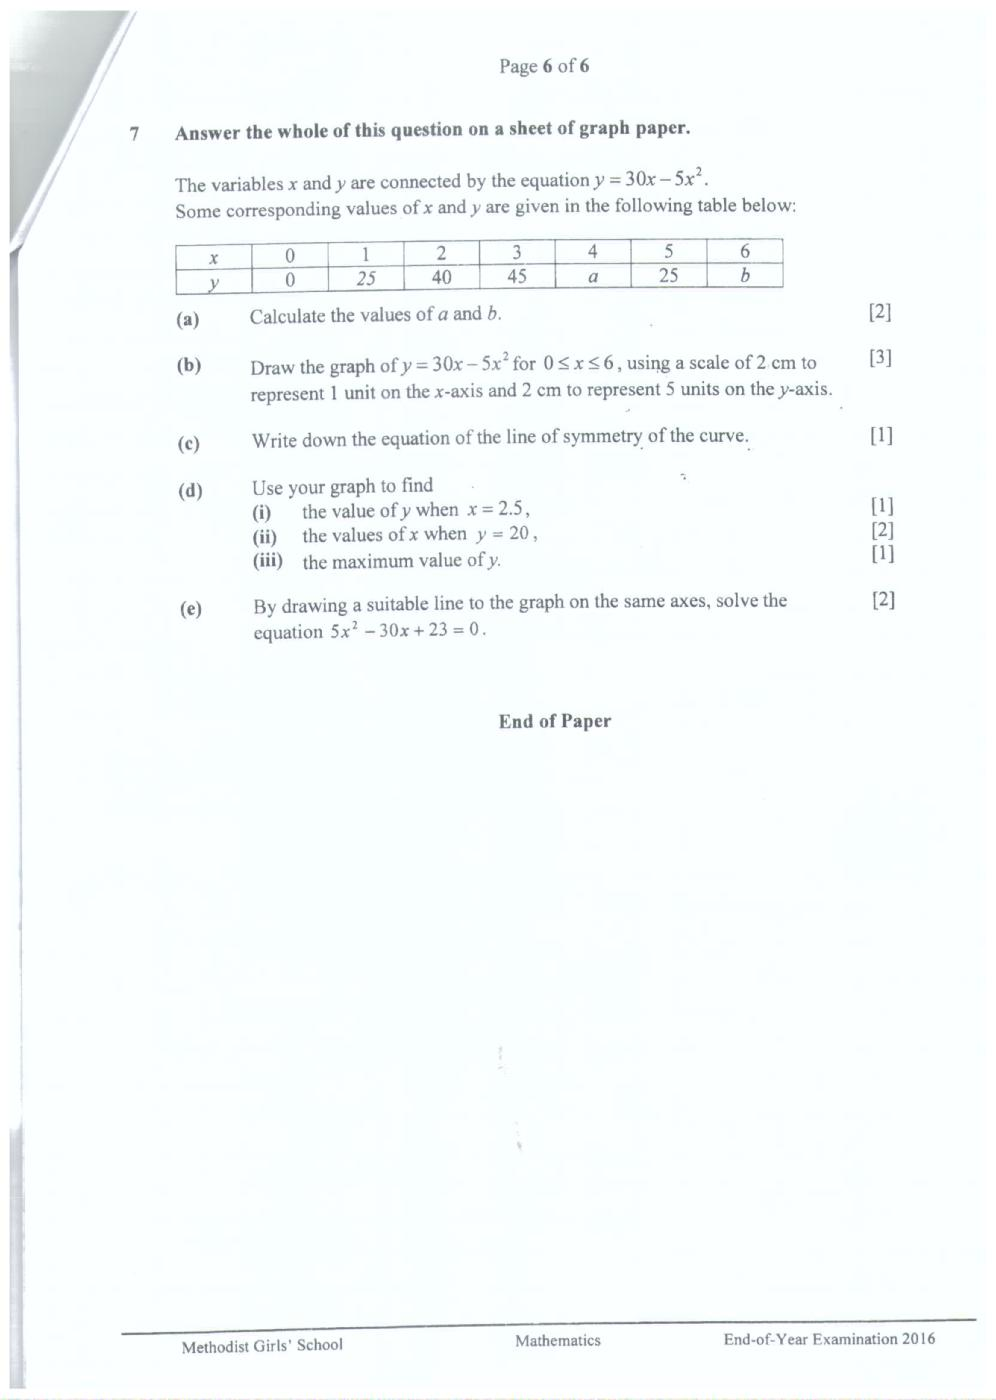 Page 6 of 6
7 Answer the whole of this question on a sheet of graph paper.
The variables x and y are connected by the equation y = 30x – 5x².
Some corresponding values of x and y are given in the following table below:
x 0 1 2 3 4 5 6
y 0 25 40 45 a 25 b
(a) Calculate the values of a and b. [2]
(b) Draw the graph of y = 30x – 5x² for 0 ≤ x ≤ 6, using a scale of 2 cm to [3]
represent 1 unit on the x-axis and 2 cm to represent 5 units on the y-axis.
(c) Write down the equation of the line of symmetry of the curve. [1]
(d) Use your graph to find
(i) the value of y when x = 2.5, [1]
(ii) the values of x when y = 20, [2]
(iii) the maximum value of y. [1]
(e) By drawing a suitable line to the graph on the same axes, solve the [2]
equation 5x² – 30x + 23 = 0.
End of Paper
Methodist Girls' School Mathematics End-of-Year Examination 2016